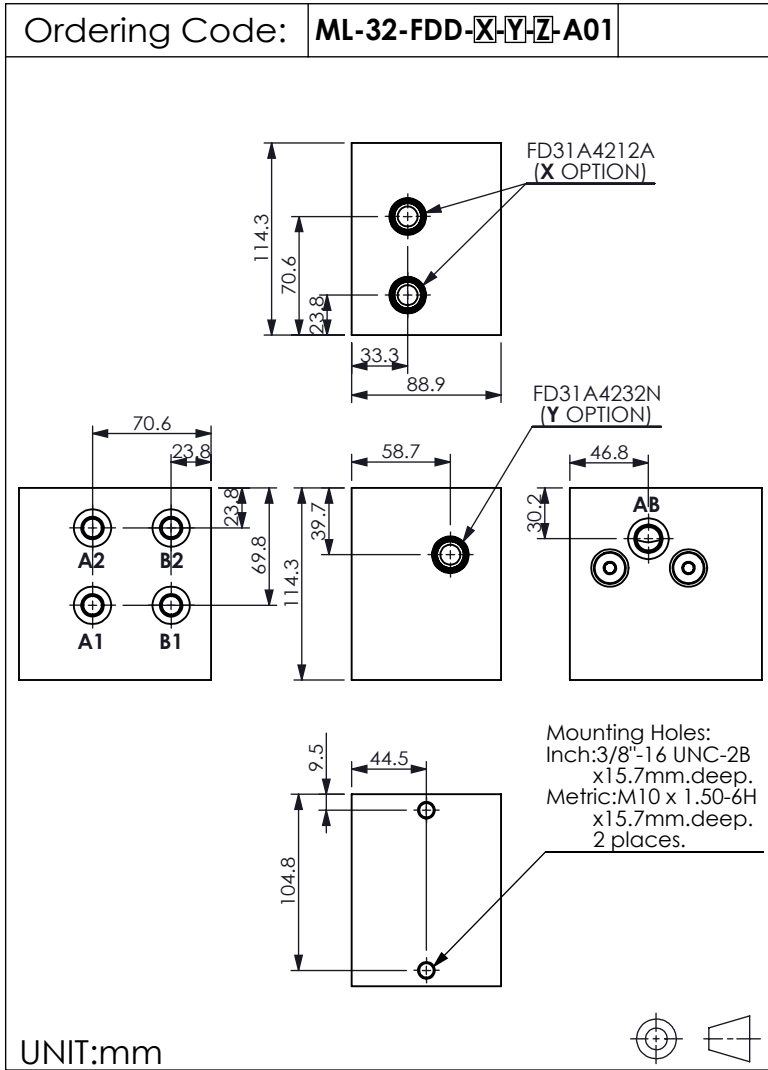 Ordering Code: ML-32-FDD-X-Y-Z-A01
FD31A4212A
(X OPTION)
114.3
70.6
23.8
33.3
88.9
FD31A4232N
(Y OPTION)
70.6
23.8
58.7
46.8
23.8
69.8
114.3
39.7
30.2
AB
A2 B2
A1 B1
Mounting Holes:
Inch:3/8"-16 UNC-2B
x15.7mm.deep.
Metric:M10 x 1.50-6H
x15.7mm.deep.
2 places.
9.5
44.5
104.8
UNIT:mm